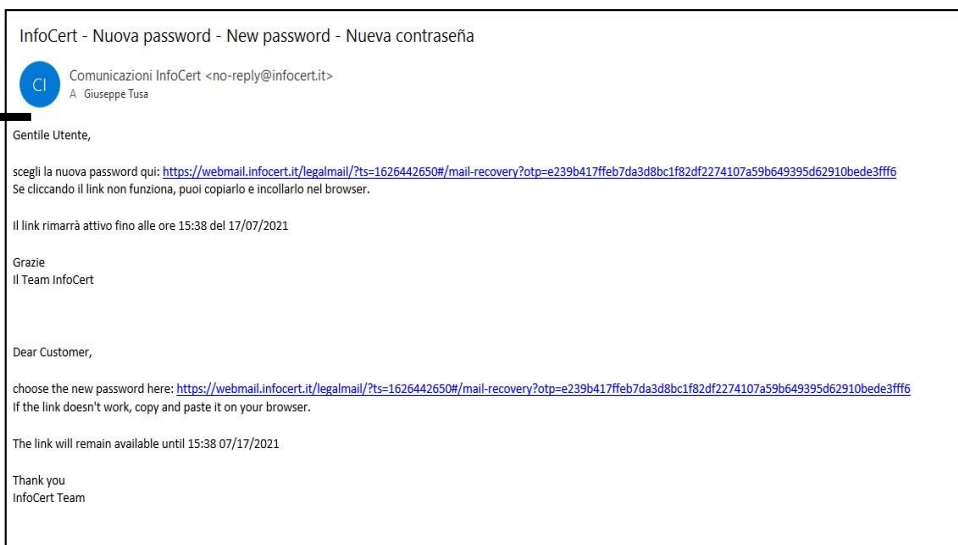 InfoCert - Nuova password - New password - Nueva contraseña
CI
Comunicazioni InfoCert <no-reply@infocert.it>
A Giuseppe Tusa
Gentile Utente,
scegli la nuova password qui: https://webmail.infocert.it/legalmail/?ts=1626442650#/mail-recovery?otp=e239b417ffeb7da3d8bc1f82df2274107a59b649395d62910bede3fff6
Se cliccando il link non funziona, puoi copiarlo e incollarlo nel browser.
Il link rimarrà attivo fino alle ore 15:38 del 17/07/2021
Grazie
Il Team InfoCert
Dear Customer,
choose the new password here: https://webmail.infocert.it/legalmail/?ts=1626442650#/mail-recovery?otp=e239b417ffeb7da3d8bc1f82df2274107a59b649395d62910bede3fff6
If the link doesn't work, copy and paste it on your browser.
The link will remain available until 15:38 07/17/2021
Thank you
InfoCert Team